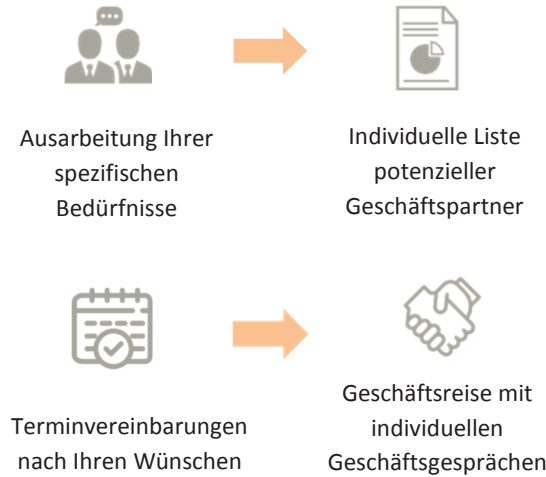 Ausarbeitung Ihrer
spezifischen
Bedürfnisse
Individuelle Liste
potenzieller
Geschäftspartner
Terminvereinbarungen
nach Ihren Wünschen
Geschäftsreise mit
individuellen
Geschäftsgesprächen